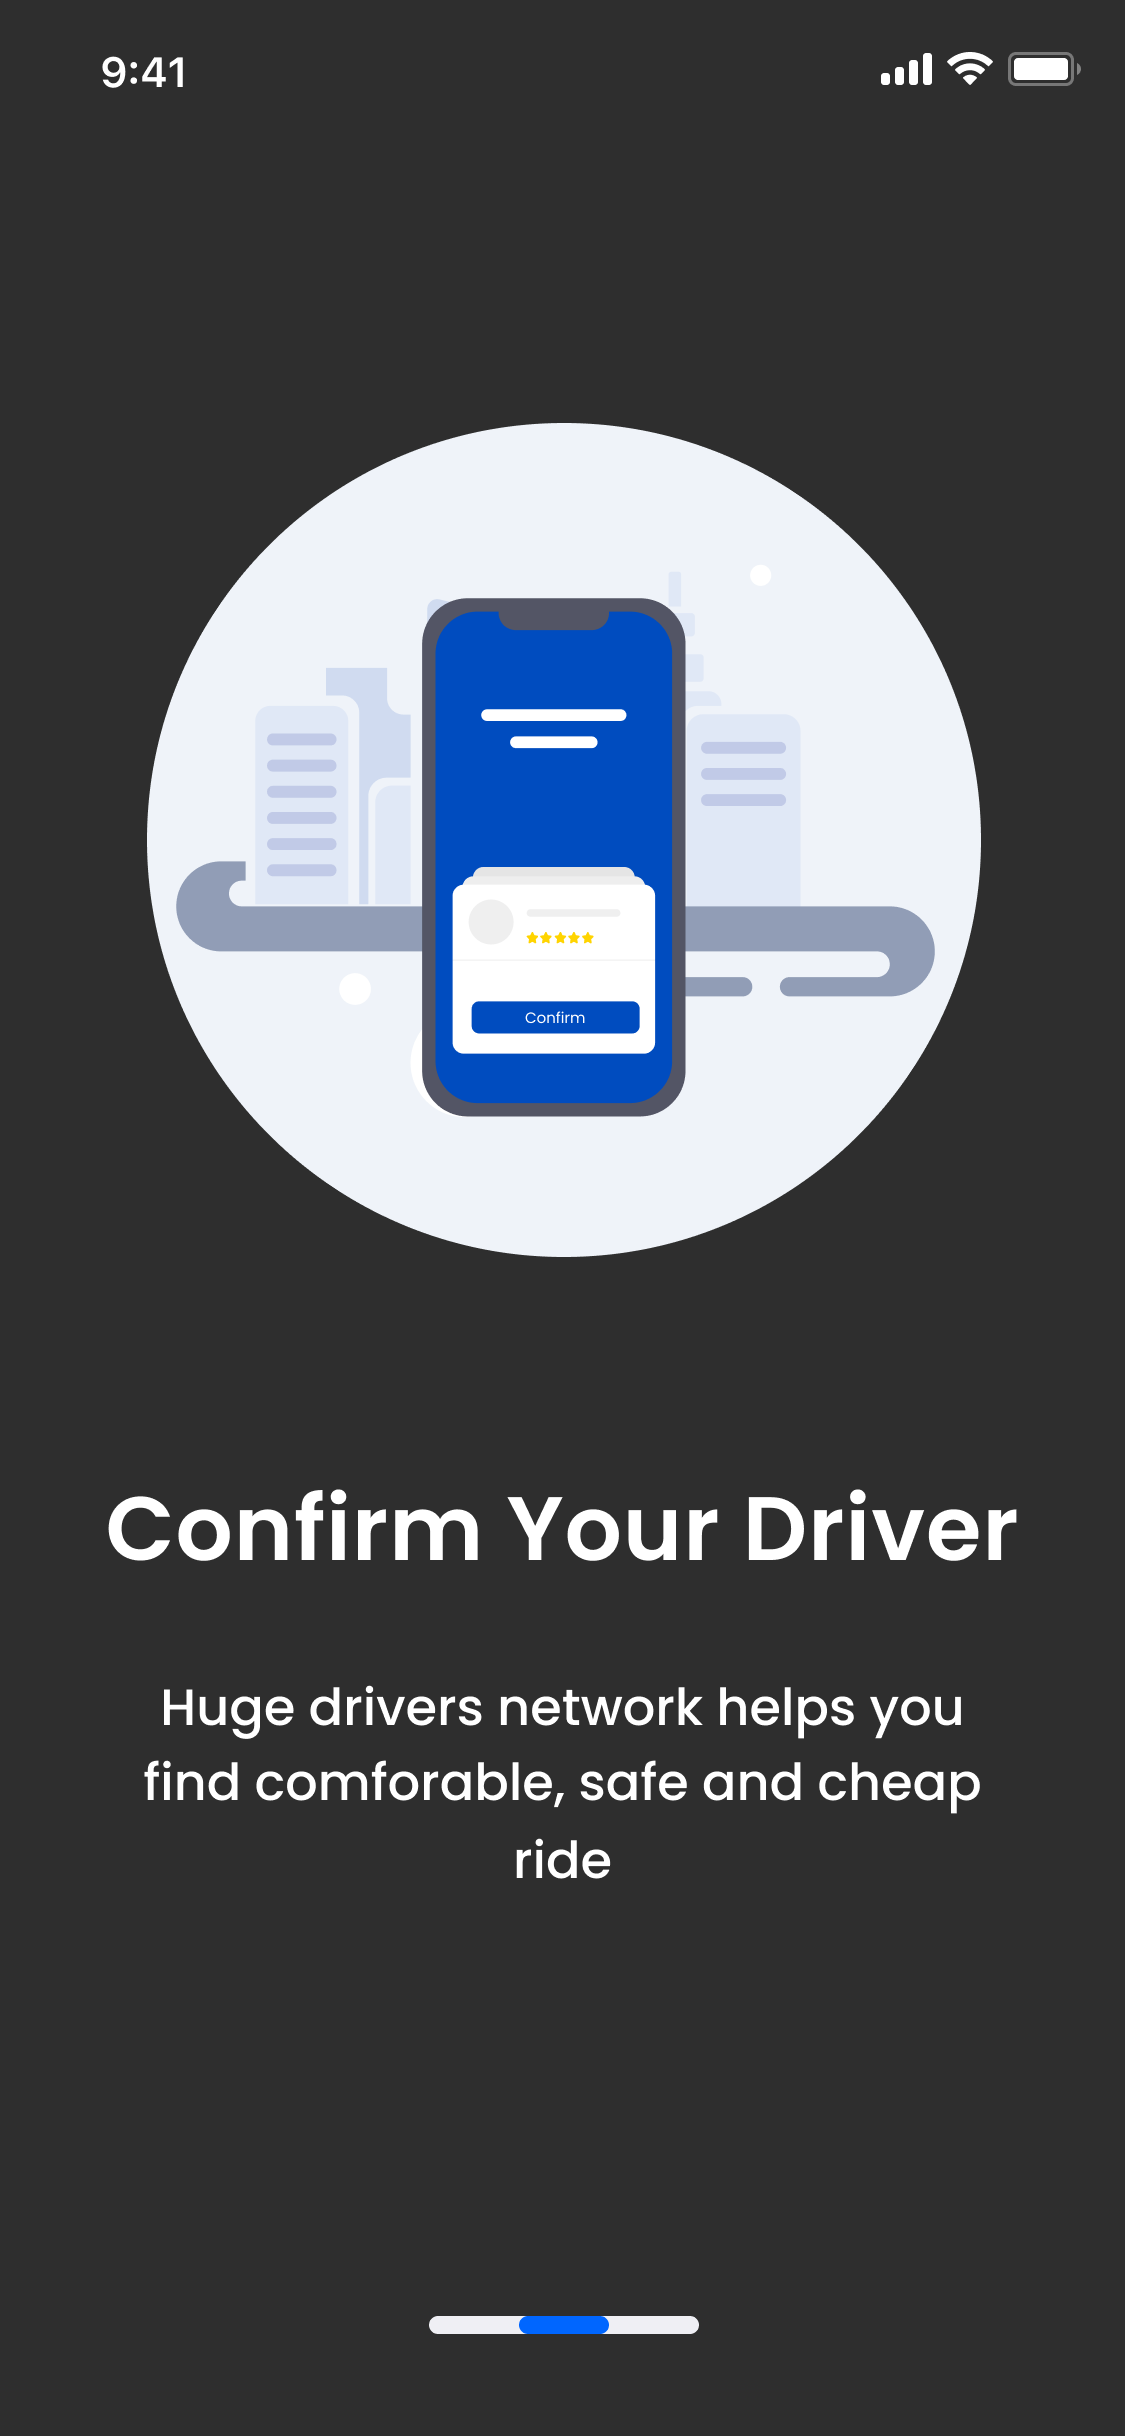 9:41
Confirm
Confirm Your Driver
Huge drivers network helps you
find comforable, safe and cheap
ride